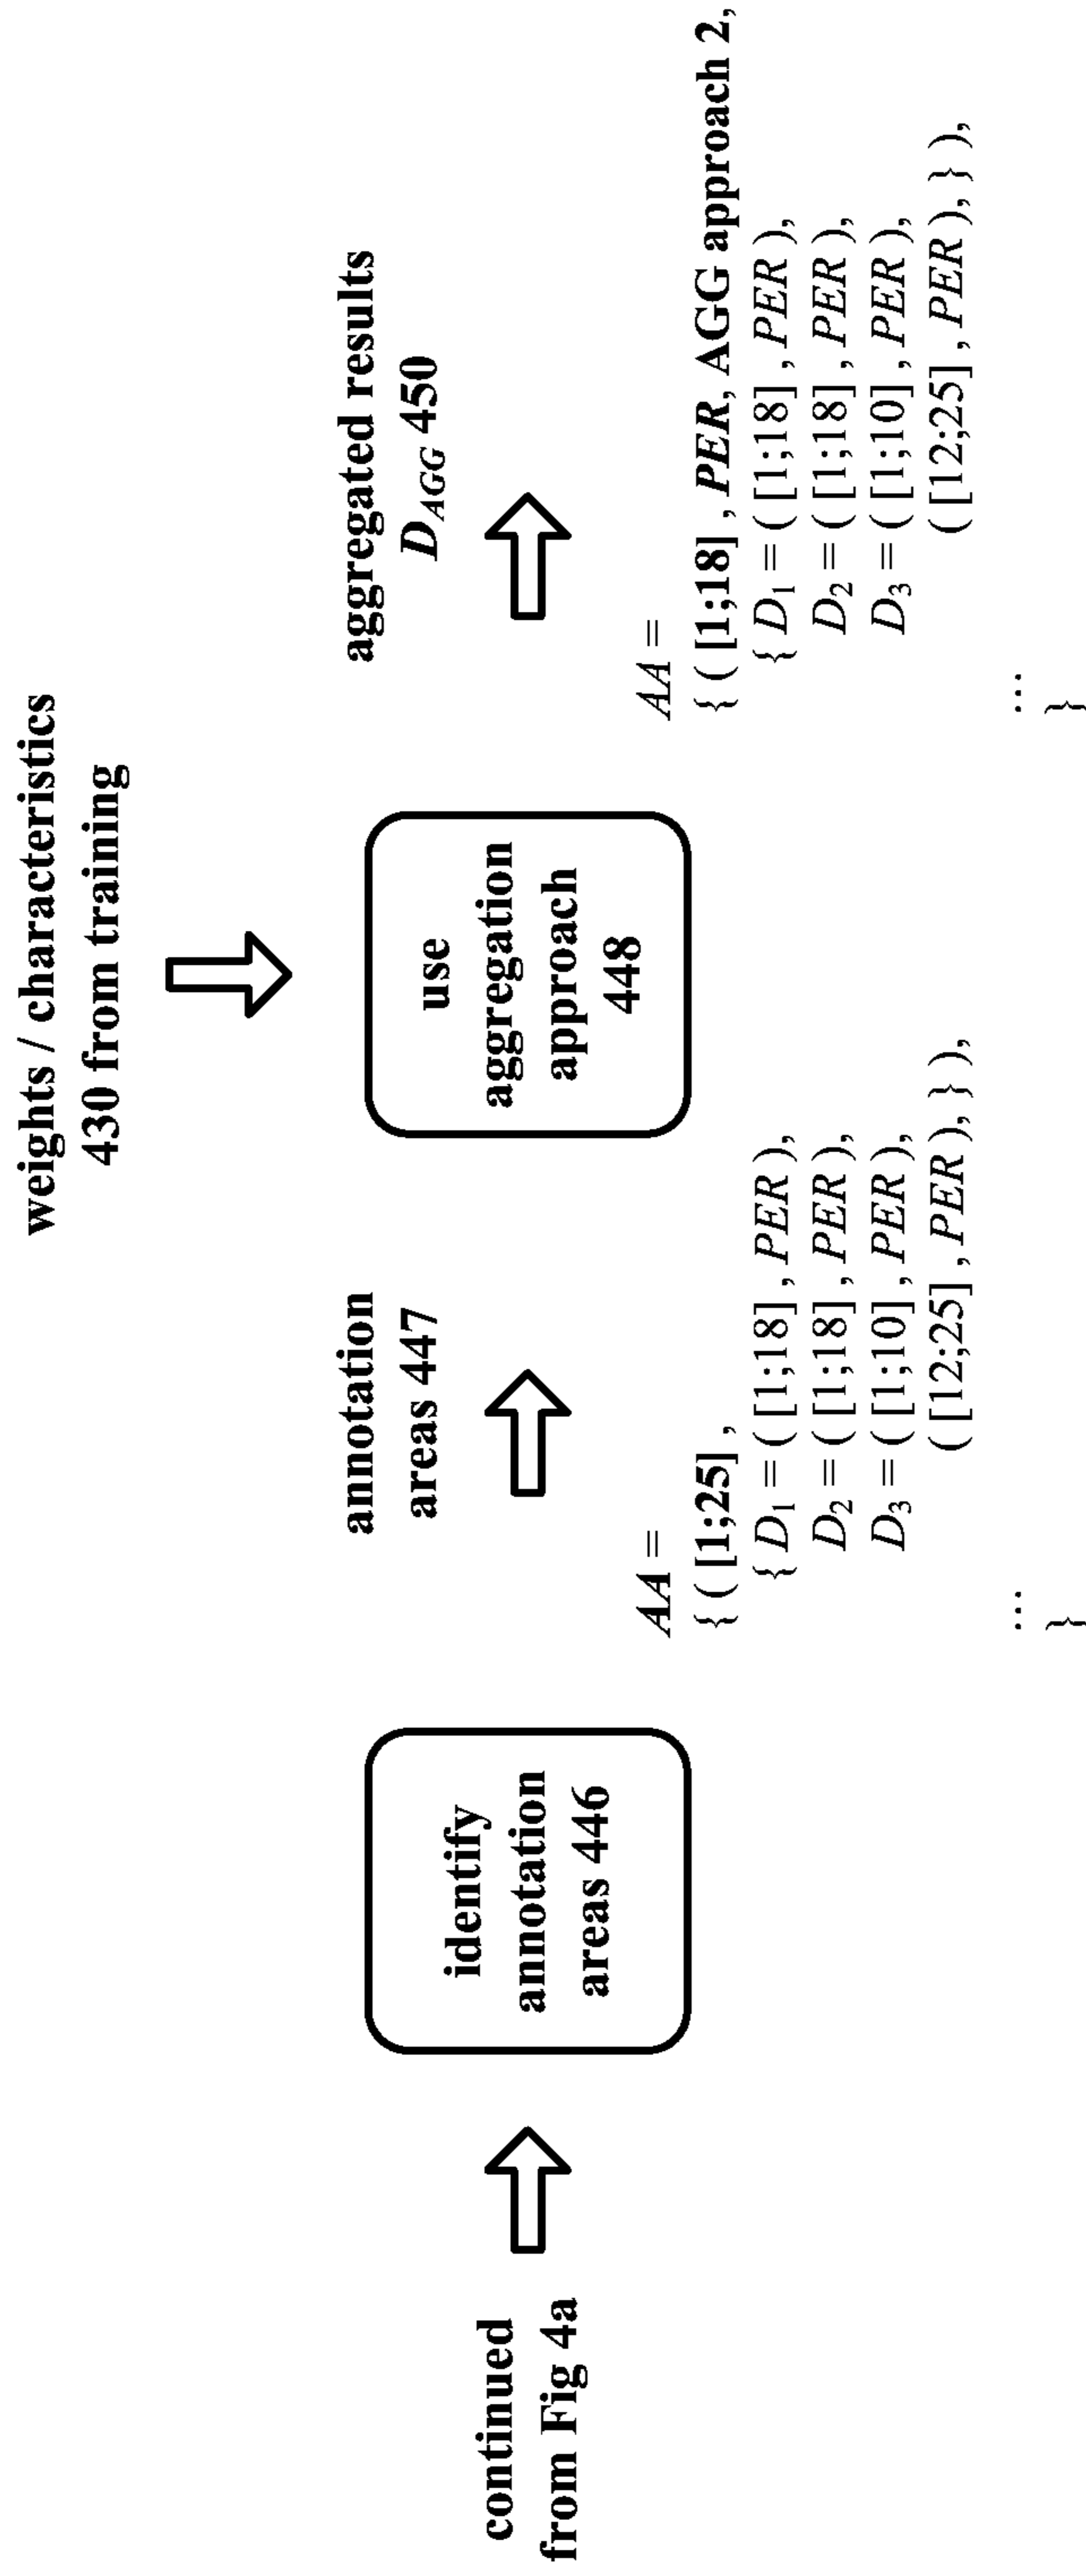 weights / characteristics
430 from training
continued
from Fig 4a
identify
annotation
areas 446
annotation
areas 447
use
aggregation
approach
448
aggregated results
D_AGG 450
AA =
{ ( [1;25] ,
{ D₁ = ( [1;18] , PER ),
D₂ = ( [1;18] , PER ),
D₃ = ( [1;10] , PER ),
( [12;25] , PER ), } ),
...
}
AA =
{ ( [1;18] , PER, AGG approach 2,
{ D₁ = ( [1;18] , PER ),
D₂ = ( [1;18] , PER ),
D₃ = ( [1;10] , PER ),
( [12;25] , PER ), } ),
...
}